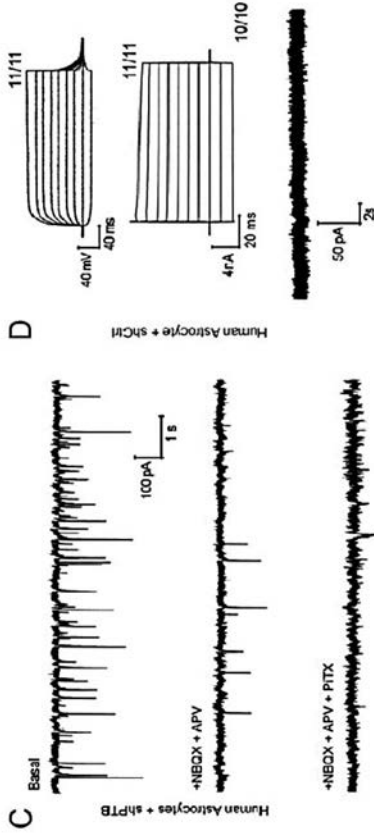 C
Human Astrocytes + shPTB
Basal
100 pA
1 s
+NBQX + APV
+NBQX + APV + PiTX
D
Human Astrocyte + shCtrl
11/11
40 mV
40 ms
11/11
4 nA
20 ms
10/10
50 pA
2s